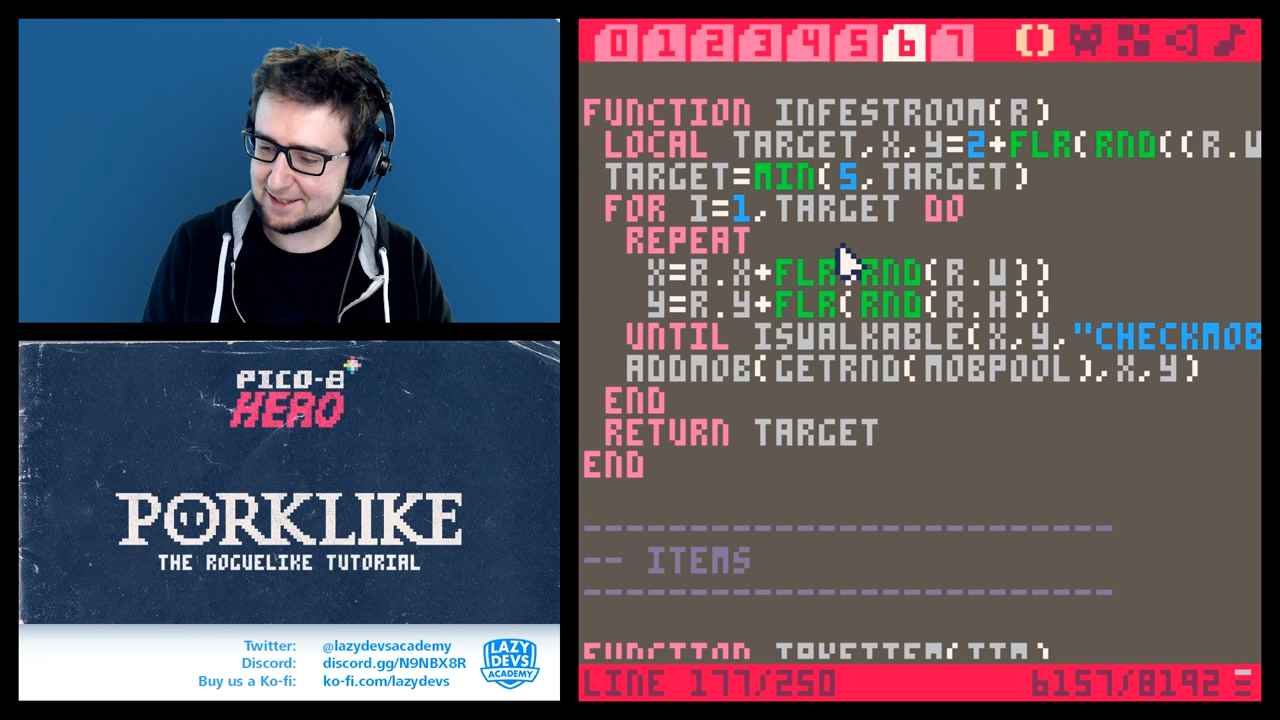 0 1 2 3 4 5 6 7
FUNCTION INFESTROOM(R)
LOCAL TARGET,X,Y=2+FLR(RND((R.W
TARGET=MIN(5,TARGET)
FOR I=1,TARGET DO
REPEAT
X=R.X+FLR(RND(R.W))
Y=R.Y+FLR(RND(R.H))
UNTIL ISWALKABLE(X,Y,"CHECKMOB
ADDMOB(GETRND(MOBPOOL),X,Y)
END
RETURN TARGET
END
--------------------------
-- ITEMS
--------------------------
LINE 177/250 6157/8192
PICO-8
HERO
PORKLIKE
THE ROGUELIKE TUTORIAL
Twitter: @lazydevsacademy
Discord: discord.gg/N9NBX8R
Buy us a Ko-fi: ko-fi.com/lazydevs
LAZY
DEVS
ACADEMY